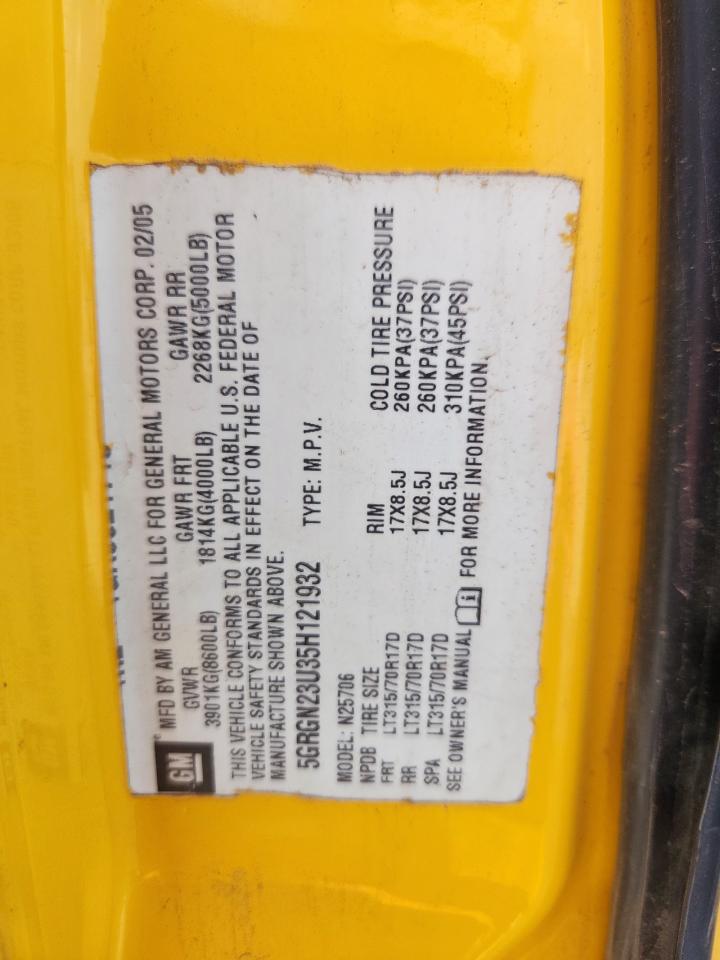 GM
MFD BY AM GENERAL LLC FOR GENERAL MOTORS CORP. 02/05
GVWR GAWR FRT GAWR RR
3901KG(8600LB) 1814KG(4000LB) 2268KG(5000LB)
THIS VEHICLE CONFORMS TO ALL APPLICABLE U.S. FEDERAL MOTOR
VEHICLE SAFETY STANDARDS IN EFFECT ON THE DATE OF
MANUFACTURE SHOWN ABOVE.
5GRGN23U35H121932 TYPE: M.P.V.
MODEL: N25706
NPDB TIRE SIZE RIM COLD TIRE PRESSURE
FRT LT315/70R17D 17X8.5J 260KPA(37PSI)
RR LT315/70R17D 17X8.5J 260KPA(37PSI)
SPA LT315/70R17D 17X8.5J 310KPA(45PSI)
SEE OWNER'S MANUAL FOR MORE INFORMATION.